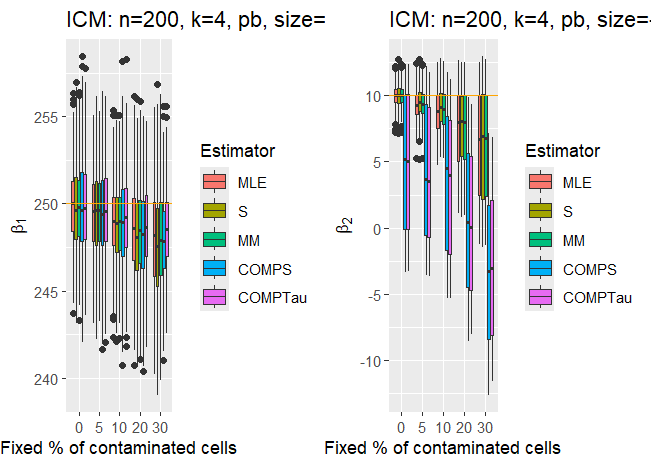 ICM: n=200, k=4, pb, size=
255
250
245
240
β1
0 5 10 20 30
Fixed % of contaminated cells
Estimator
MLE
S
MM
COMPS
COMPTau
ICM: n=200, k=4, pb, size=-
10
5
0
-5
-10
β2
0 5 10 20 30
Fixed % of contaminated cells
Estimator
MLE
S
MM
COMPS
COMPTau